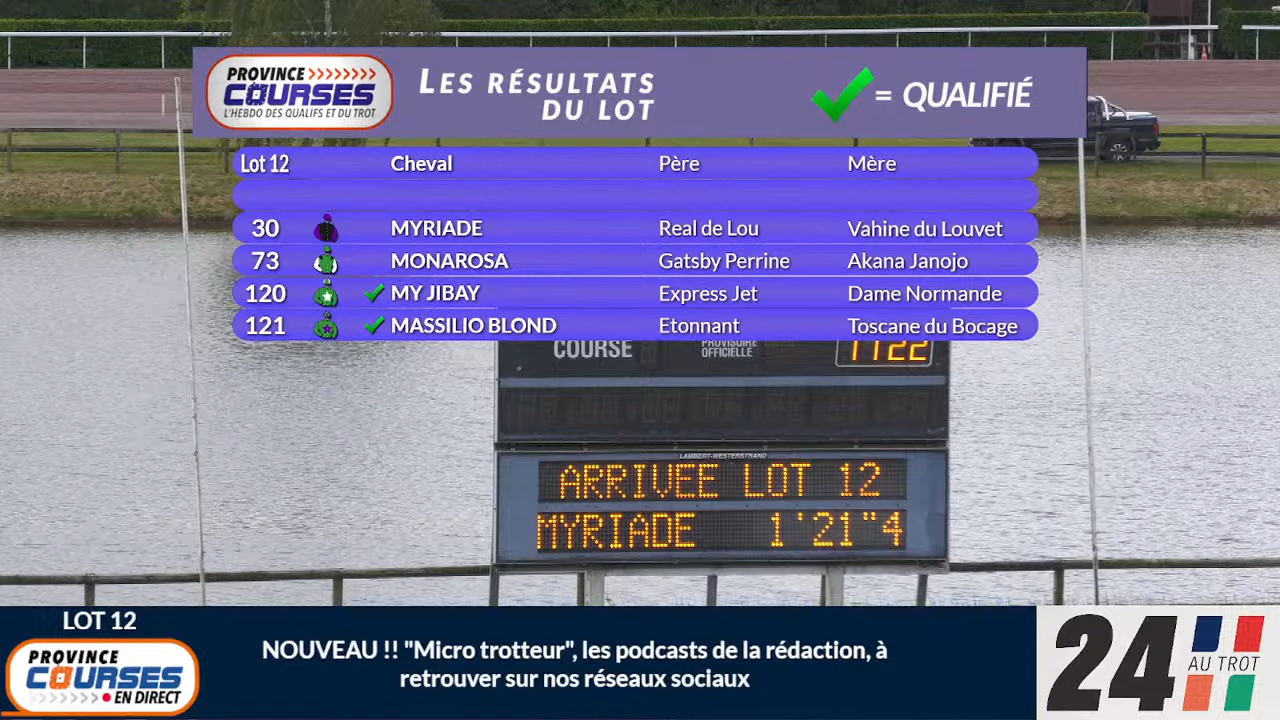 PROVINCE
COURSES
L'HEBDO DES QUALIFS ET DU TROT
LES RÉSULTATS
DU LOT
= QUALIFIÉ
Lot 12 Cheval Père Mère
30 MYRIADE Real de Lou Vahine du Louvet
73 MONAROSA Gatsby Perrine Akana Janojo
120 MY JIBAY Express Jet Dame Normande
121 MASSILIO BLOND Etonnant Toscane du Bocage
COURSE
PROVISOIRE
OFFICIELLE
1122
LAMBERT-WESTERSTRAND
ARRIVEE LOT 12
MYRIADE 1'21"4
LOT 12
PROVINCE
COURSES
EN DIRECT
NOUVEAU !! "Micro trotteur", les podcasts de la rédaction, à
retrouver sur nos réseaux sociaux
24 AU TROT